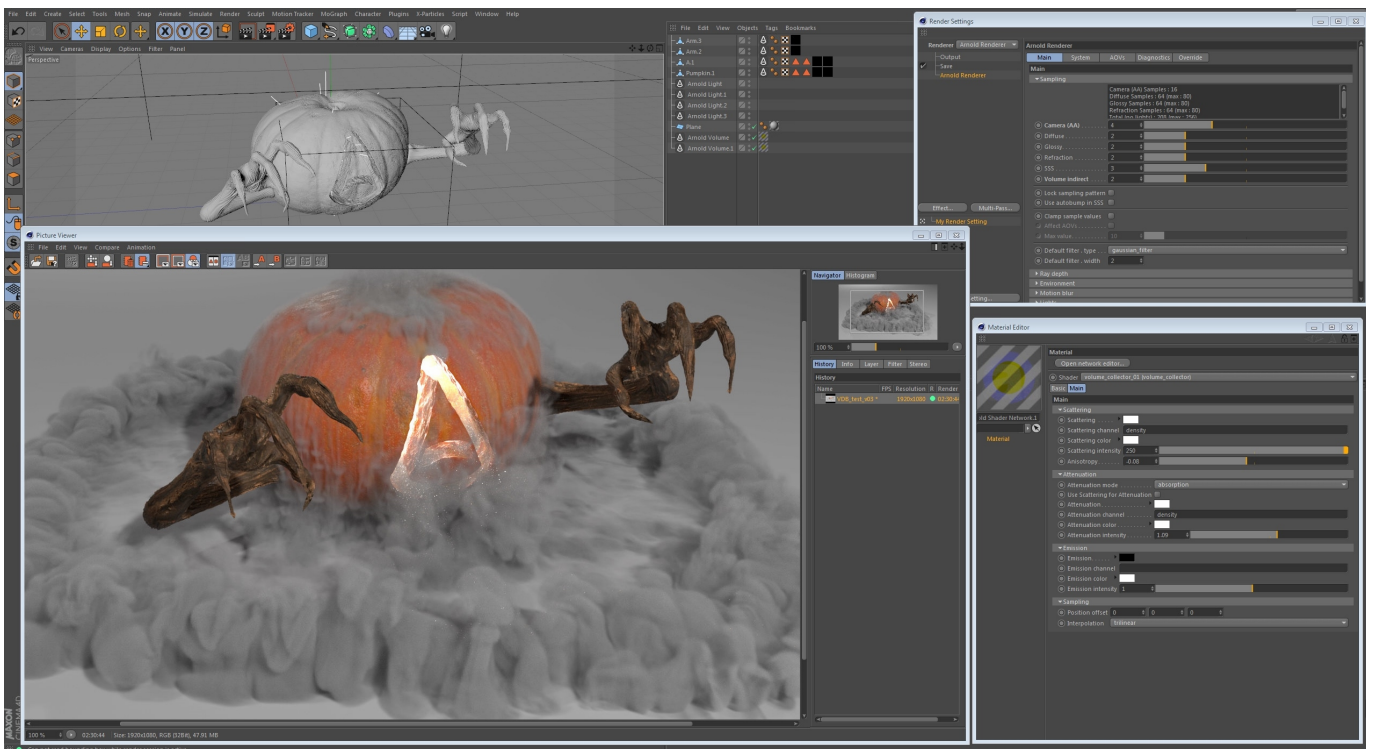 File Edit Create Select Tools Mesh Snap Animate Simulate Render Sculpt Motion Tracker MoGraph Character Plugins X-Particles Script Window Help
View Cameras Display Options Filter Panel
Perspective
File Edit View Objects Tags Bookmarks
Arm.3
Arm.2
A.1
Pumpkin.1
Arnold Light
Arnold Light.1
Arnold Light.2
Arnold Light.3
Plane
Arnold Volume
Arnold Volume.1
Render Settings
Renderer Arnold Renderer
Output
Save
Arnold Renderer
Effect... Multi-Pass...
My Render Setting
Arnold Renderer
Main System AOVs Diagnostics Override
Main
Sampling
Camera (AA) Samples : 16
Diffuse Samples : 64 (max : 80)
Glossy Samples : 64 (max : 80)
Refraction Samples : 64 (max : 80)
Camera (AA) 4
Diffuse 2
Glossy 2
Refraction 2
SSS 3
Volume indirect 2
Lock sampling pattern
Use autobump in SSS
Clamp sample values
Affect AOVs
Max value 10
Default filter . type gaussian_filter
Default filter . width 2
Ray depth
Environment
Motion blur
Picture Viewer
File Edit View Compare Animation
Navigator Histogram
100 %
History Info Layer Filter Stereo
History
Name FPS Resolution R Render
VDB_test_v03 * 1920x1080 02:30:4
100 % 02:30:44 Size: 1920x1080, RGB (32Bit), 47.91 MB
MAXON
CINEMA 4D
Material Editor
ld Shader Network.1
Material
Material
Open network editor...
Shader volume_collector_01 (volume_collector)
Basic Main
Main
Scattering
Scattering
Scattering channel density
Scattering color
Scattering intensity 250
Anisotropy -0.08
Attenuation
Attenuation mode absorption
Use Scattering for Attenuation
Attenuation
Attenuation channel density
Attenuation color
Attenuation intensity 1.09
Emission
Emission
Emission channel
Emission color
Emission intensity 1
Sampling
Position offset 0 0 0
Interpolation trilinear